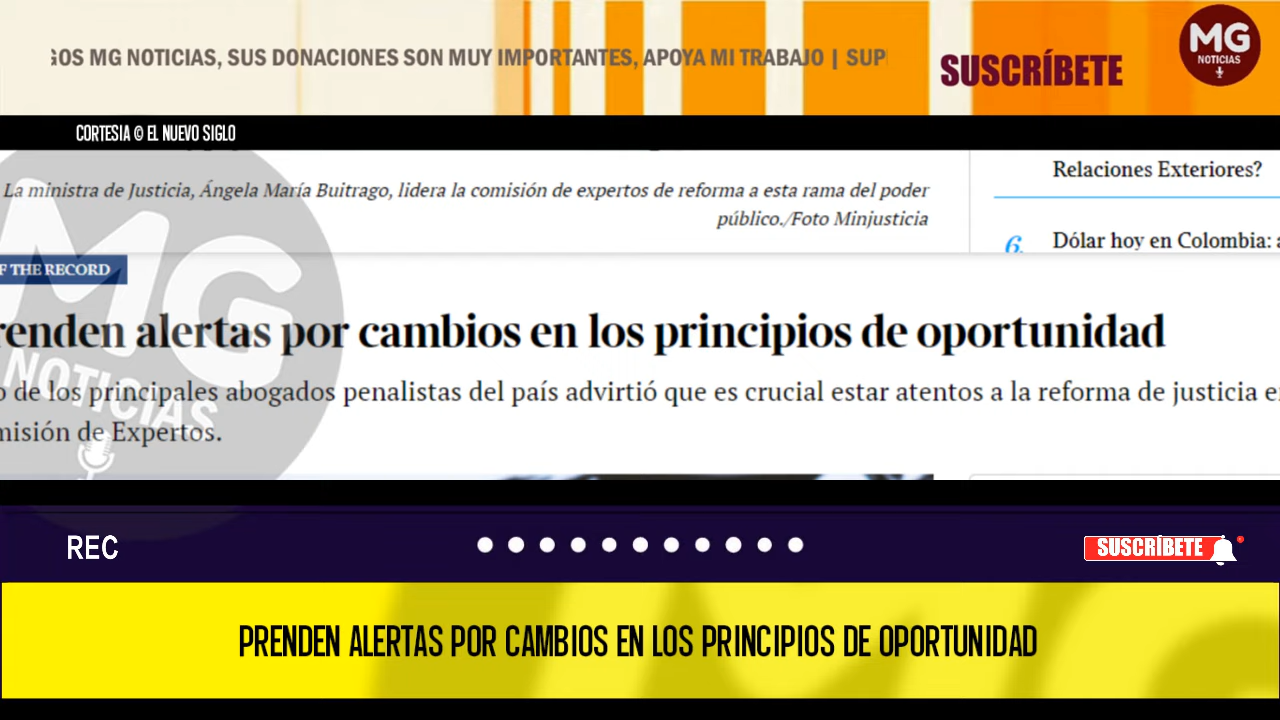 GOS MG NOTICIAS, SUS DONACIONES SON MUY IMPORTANTES, APOYA MI TRABAJO | SUP
SUSCRÍBETE
MG
NOTICIAS
CORTESIA © EL NUEVO SIGLO
La ministra de Justicia, Ángela María Buitrago, lidera la comisión de expertos de reforma a esta rama del poder
público./Foto Minjusticia
Relaciones Exteriores?
6. Dólar hoy en Colombia: a
F THE RECORD
renden alertas por cambios en los principios de oportunidad
o de los principales abogados penalistas del país advirtió que es crucial estar atentos a la reforma de justicia e
misión de Expertos.
MG
NOTICIAS
REC
SUSCRÍBETE
PRENDEN ALERTAS POR CAMBIOS EN LOS PRINCIPIOS DE OPORTUNIDAD